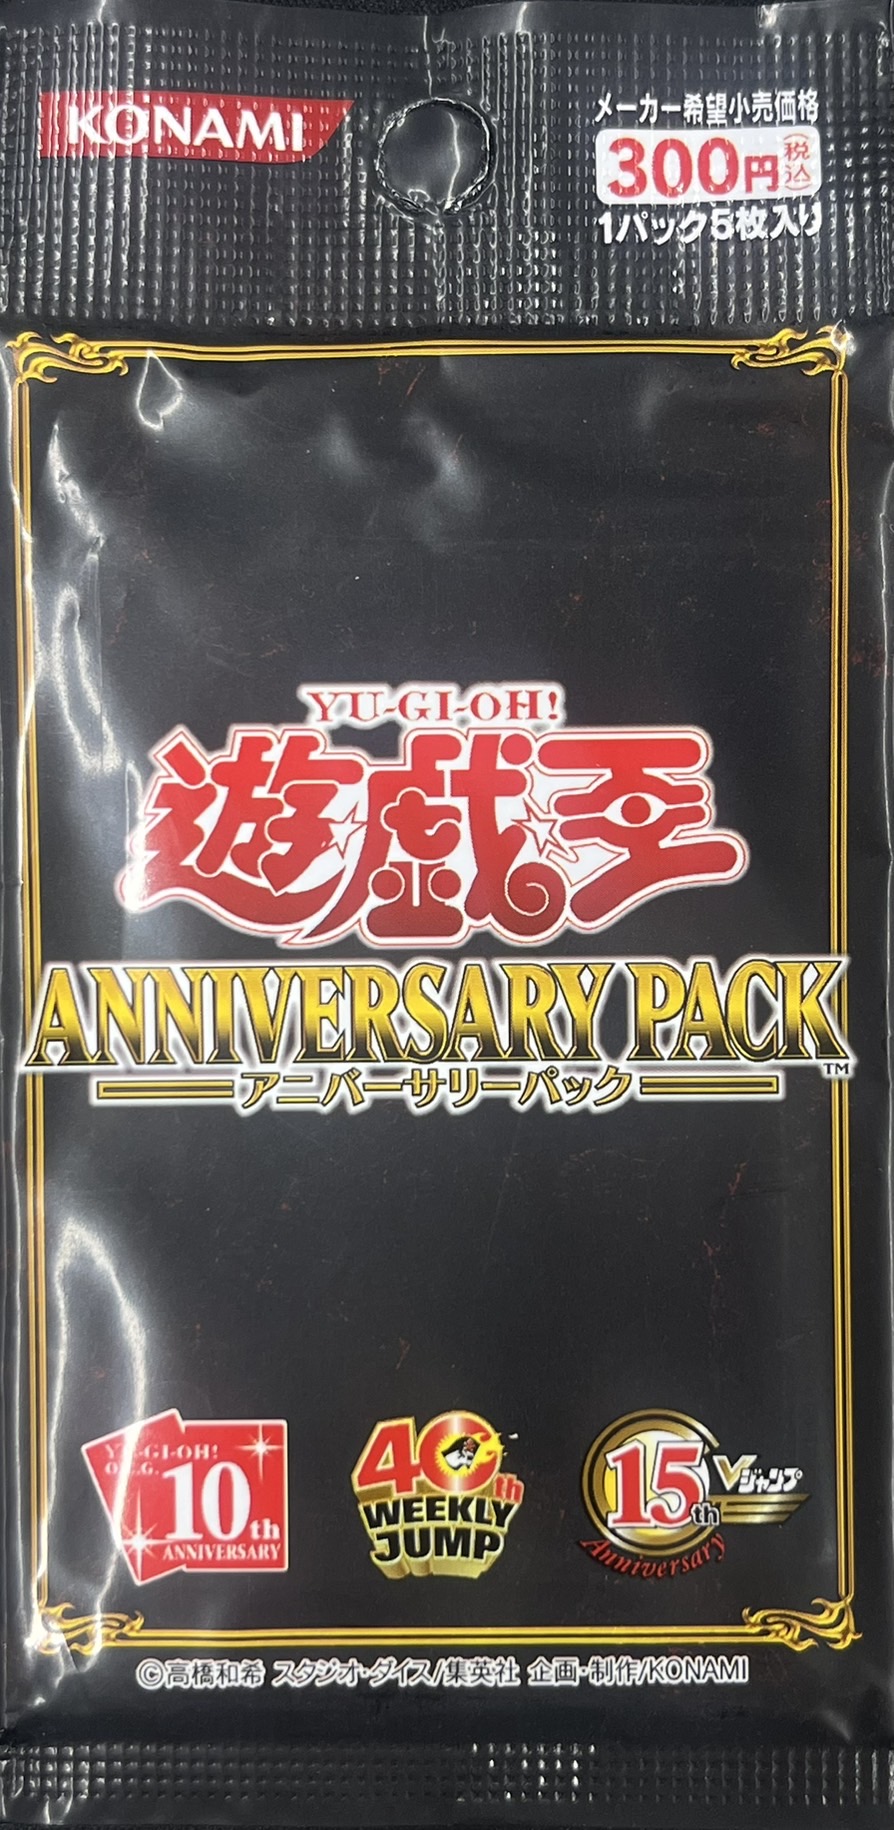 KONAMI
メーカー希望小売価格
300円(税込)
1パック5枚入り
YU-GI-OH!
遊戯王
ANNIVERSARY PACK
TM
アニバーサリーパック
YU-GI-OH!
O.C.G.
10th
ANNIVERSARY
40th
WEEKLY
JUMP
15th
Vジャンプ
Anniversary
©高橋和希 スタジオ・ダイス/集英社 企画・制作/KONAMI